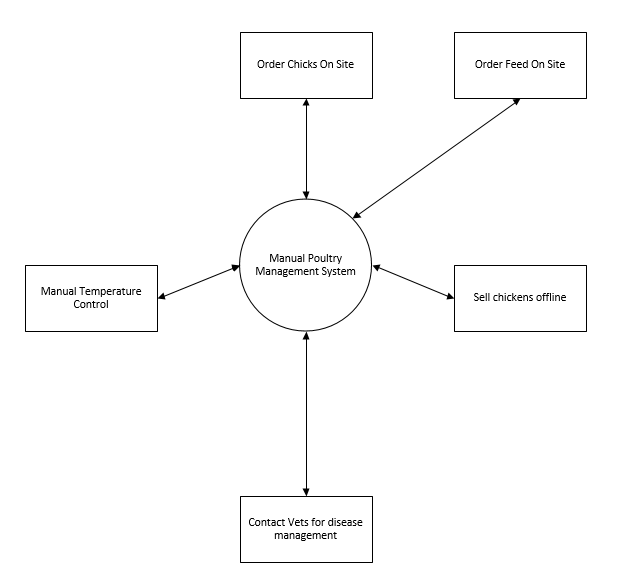 Order Chicks On Site
Order Feed On Site
Manual Poultry
Management System
Manual Temperature
Control
Sell chickens offline
Contact Vets for disease
management